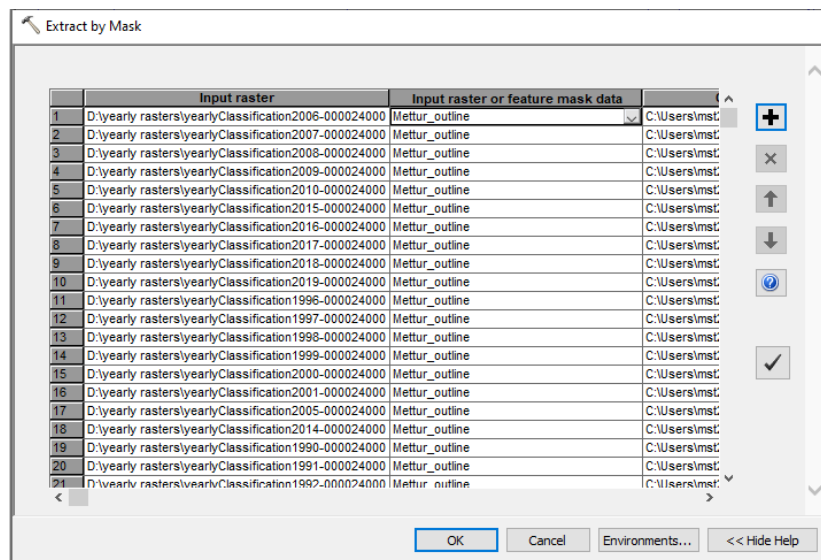 Extract by Mask
Input raster Input raster or feature mask data
1 D:\yearly rasters\yearlyClassification2006-000024000 Mettur_outline C:\Users\mst
2 D:\yearly rasters\yearlyClassification2007-000024000 Mettur_outline C:\Users\mst
3 D:\yearly rasters\yearlyClassification2008-000024000 Mettur_outline C:\Users\mst
4 D:\yearly rasters\yearlyClassification2009-000024000 Mettur_outline C:\Users\mst
5 D:\yearly rasters\yearlyClassification2010-000024000 Mettur_outline C:\Users\mst
6 D:\yearly rasters\yearlyClassification2015-000024000 Mettur_outline C:\Users\mst
7 D:\yearly rasters\yearlyClassification2016-000024000 Mettur_outline C:\Users\mst
8 D:\yearly rasters\yearlyClassification2017-000024000 Mettur_outline C:\Users\mst
9 D:\yearly rasters\yearlyClassification2018-000024000 Mettur_outline C:\Users\mst
10 D:\yearly rasters\yearlyClassification2019-000024000 Mettur_outline C:\Users\mst
11 D:\yearly rasters\yearlyClassification1996-000024000 Mettur_outline C:\Users\mst
12 D:\yearly rasters\yearlyClassification1997-000024000 Mettur_outline C:\Users\mst
13 D:\yearly rasters\yearlyClassification1998-000024000 Mettur_outline C:\Users\mst
14 D:\yearly rasters\yearlyClassification1999-000024000 Mettur_outline C:\Users\mst
15 D:\yearly rasters\yearlyClassification2000-000024000 Mettur_outline C:\Users\mst
16 D:\yearly rasters\yearlyClassification2001-000024000 Mettur_outline C:\Users\mst
17 D:\yearly rasters\yearlyClassification2005-000024000 Mettur_outline C:\Users\mst
18 D:\yearly rasters\yearlyClassification2014-000024000 Mettur_outline C:\Users\mst
19 D:\yearly rasters\yearlyClassification1990-000024000 Mettur_outline C:\Users\mst
20 D:\yearly rasters\yearlyClassification1991-000024000 Mettur_outline C:\Users\mst
21 D:\yearly rasters\yearlyClassification1992-000024000 Mettur_outline C:\Users\mst
OK Cancel Environments... << Hide Help